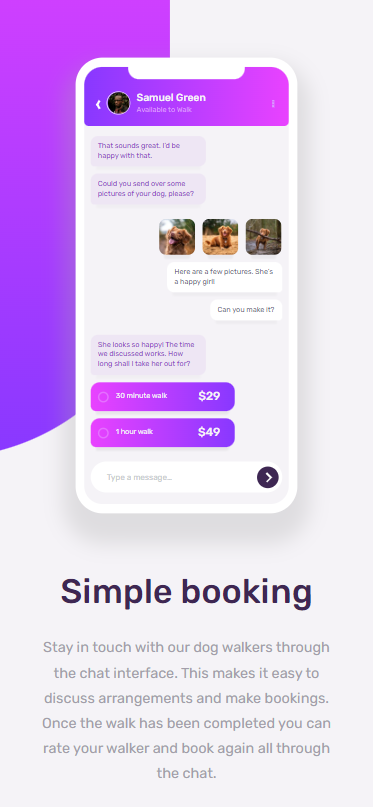 Samuel Green
Available to Walk
That sounds great. I'd be
happy with that.
Could you send over some
pictures of your dog, please?
Here are a few pictures. She's
a happy girl!
Can you make it?
She looks so happy! The time
we discussed works. How
long shall I take her out for?
30 minute walk $29
1 hour walk $49
Type a message...
Simple booking
Stay in touch with our dog walkers through
the chat interface. This makes it easy to
discuss arrangements and make bookings.
Once the walk has been completed you can
rate your walker and book again all through
the chat.